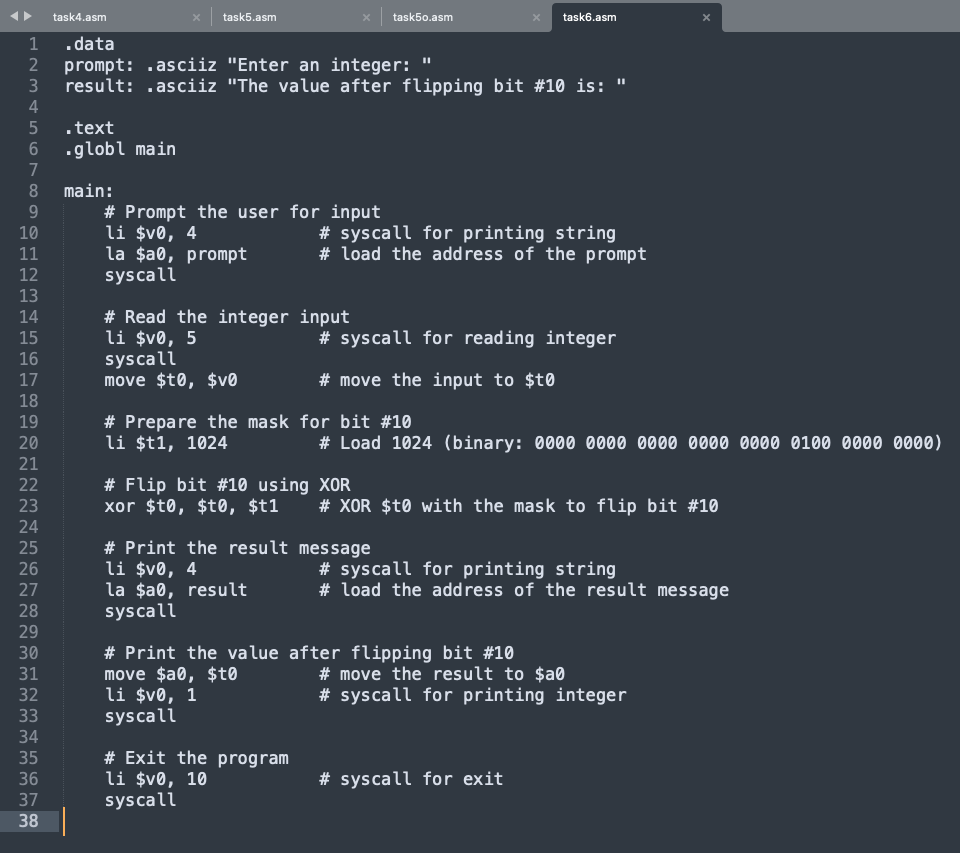 task4.asm × task5.asm × task5o.asm × task6.asm ×
1 .data
2 prompt: .asciiz "Enter an integer: "
3 result: .asciiz "The value after flipping bit #10 is: "
4
5 .text
6 .globl main
7
8 main:
9     # Prompt the user for input
10     li $v0, 4            # syscall for printing string
11     la $a0, prompt       # load the address of the prompt
12     syscall
13
14     # Read the integer input
15     li $v0, 5            # syscall for reading integer
16     syscall
17     move $t0, $v0        # move the input to $t0
18
19     # Prepare the mask for bit #10
20     li $t1, 1024         # Load 1024 (binary: 0000 0000 0000 0000 0000 0100 0000 0000)
21
22     # Flip bit #10 using XOR
23     xor $t0, $t0, $t1    # XOR $t0 with the mask to flip bit #10
24
25     # Print the result message
26     li $v0, 4            # syscall for printing string
27     la $a0, result       # load the address of the result message
28     syscall
29
30     # Print the value after flipping bit #10
31     move $a0, $t0        # move the result to $a0
32     li $v0, 1            # syscall for printing integer
33     syscall
34
35     # Exit the program
36     li $v0, 10           # syscall for exit
37     syscall
38